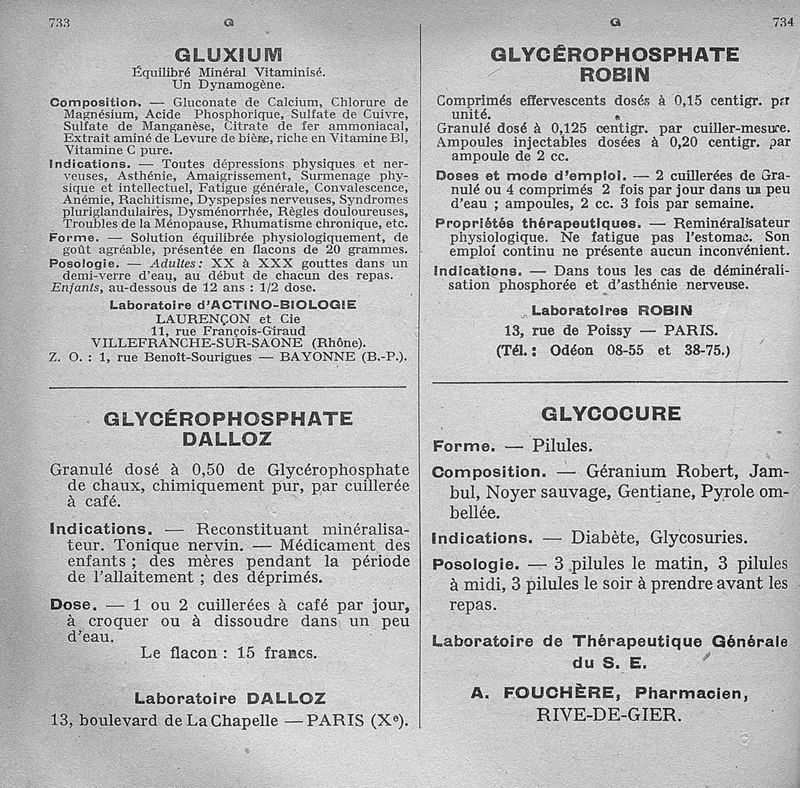 733 G
GLUXIUM
Équilibré Minéral Vitaminisé.
Un Dynamogène.
Composition. — Gluconate de Calcium, Chlorure de
Magnésium, Acide Phosphorique, Sulfate de Cuivre,
Sulfate de Manganèse, Citrate de fer ammoniacal,
Extrait aminé de Levure de bière, riche en Vitamine B1,
Vitamine C pure.
Indications. — Toutes dépressions physiques et ner-
veuses, Asthénie, Amaigrissement, Surmenage phy-
sique et intellectuel, Fatigue générale, Convalescence,
Anémie, Rachitisme, Dyspepsies nerveuses, Syndromes
pluriglandulaires, Dysménorrhée, Règles douloureuses,
Troubles de la Ménopause, Rhumatisme chronique, etc.
Forme. — Solution équilibrée physiologiquement, de
goût agréable, présentée en flacons de 20 grammes.
Posologie. — Adultes : XX à XXX gouttes dans un
demi-verre d'eau, au début de chacun des repas.
Enfants, au-dessous de 12 ans : 1/2 dose.
Laboratoire d'ACTINO-BIOLOGIE
LAURENÇON et Cie
11, rue François-Giraud
VILLEFRANCHE-SUR-SAONE (Rhône).
Z. O. : 1, rue Benoît-Sourigues — BAYONNE (B.-P.).
GLYCÉROPHOSPHATE
DALLOZ
Granulé dosé à 0,50 de Glycérophosphate
de chaux, chimiquement pur, par cuillerée
à café.
Indications. — Reconstituant minéralisa-
teur. Tonique nervin. — Médicament des
enfants ; des mères pendant la période
de l'allaitement ; des déprimés.
Dose. — 1 ou 2 cuillerées à café par jour,
à croquer ou à dissoudre dans un peu
d'eau.
Le flacon : 15 francs.
Laboratoire DALLOZ
13, boulevard de La Chapelle — PARIS (Xe).
G 734
GLYCÉROPHOSPHATE
ROBIN
Comprimés effervescents dosés à 0,15 centigr. par
unité.
Granulé dosé à 0,125 centigr. par cuiller-mesure.
Ampoules injectables dosées à 0,20 centigr. par
ampoule de 2 cc.
Doses et mode d'emploi. — 2 cuillerées de Gra-
nulé ou 4 comprimés 2 fois par jour dans un peu
d'eau ; ampoules, 2 cc. 3 fois par semaine.
Propriétés thérapeutiques. — Reminéralisateur
physiologique. Ne fatigue pas l'estomac. Son
emploi continu ne présente aucun inconvénient.
Indications. — Dans tous les cas de déminérali-
sation phosphorée et d'asthénie nerveuse.
Laboratoires ROBIN
13, rue de Poissy — PARIS.
(Tél. : Odéon 08-55 et 38-75.)
GLYCOCURE
Forme. — Pilules.
Composition. — Géranium Robert, Jam-
bul, Noyer sauvage, Gentiane, Pyrole om-
bellée.
Indications. — Diabète, Glycosuries.
Posologie. — 3 pilules le matin, 3 pilules
à midi, 3 pilules le soir à prendre avant les
repas.
Laboratoire de Thérapeutique Générale
du S. E.
A. FOUCHÈRE, Pharmacien,
RIVE-DE-GIER.